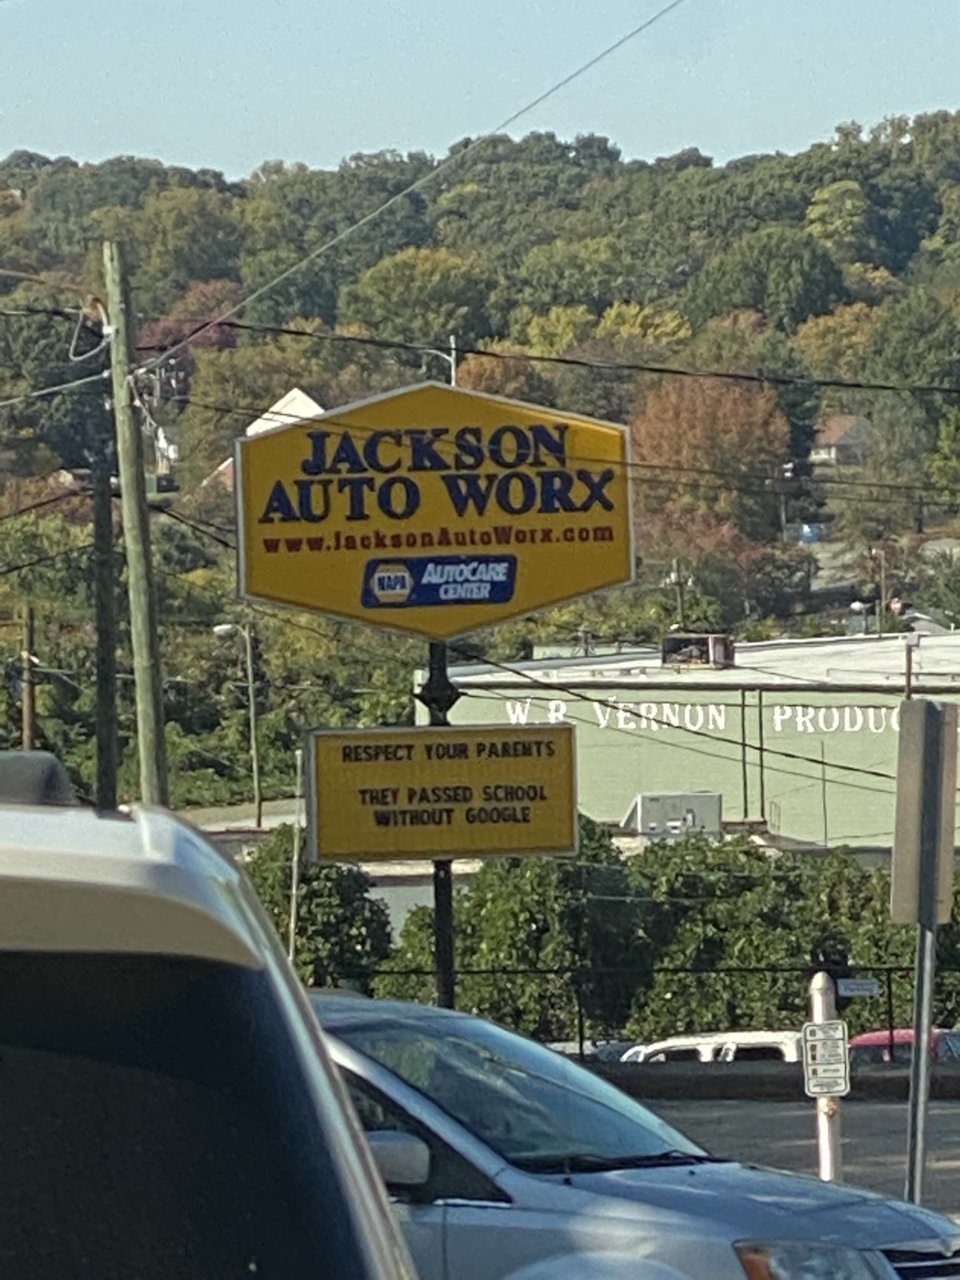 JACKSON
AUTO WORX
www.JacksonAutoWorx.com
NAPA AUTOCARE
CENTER
W.R. VERNON PRODUC
RESPECT YOUR PARENTS
THEY PASSED SCHOOL
WITHOUT GOOGLE